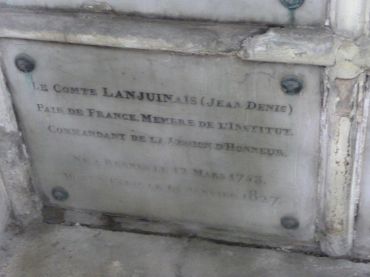 LE COMTE LANJUINAIS (JEAN DENIS)
PAIR DE FRANCE, MEMBRE DE L'INSTITUT.
COMMANDANT DE LA LÉGION D'HONNEUR.
NÉ À RENNES LE 12 MARS 1753.
LE 1827.